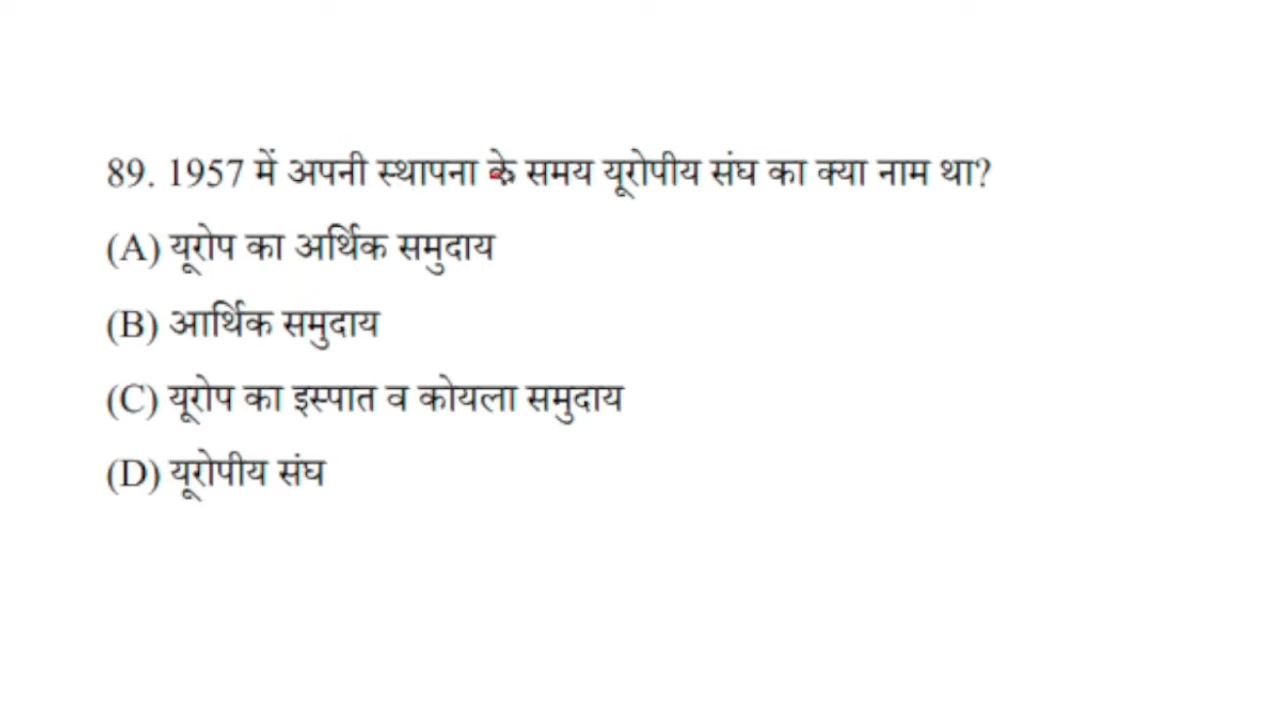 89. 1957 में अपनी स्थापना के समय यूरोपीय संघ का क्या नाम था?
(A) यूरोप का अर्थिक समुदाय
(B) आर्थिक समुदाय
(C) यूरोप का इस्पात व कोयला समुदाय
(D) यूरोपीय संघ